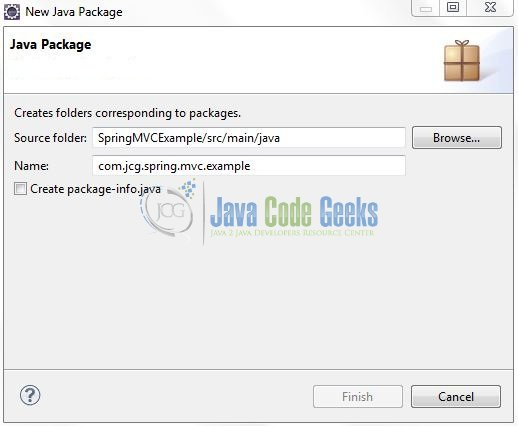 New Java Package
Java Package
Creates folders corresponding to packages.
Source folder: SpringMVCExample/src/main/java Browse...
Name: com.jcg.spring.mvc.example
Create package-info.java
JCG Java Code Geeks
Java 2 Java Developers Resource Center
? Finish Cancel